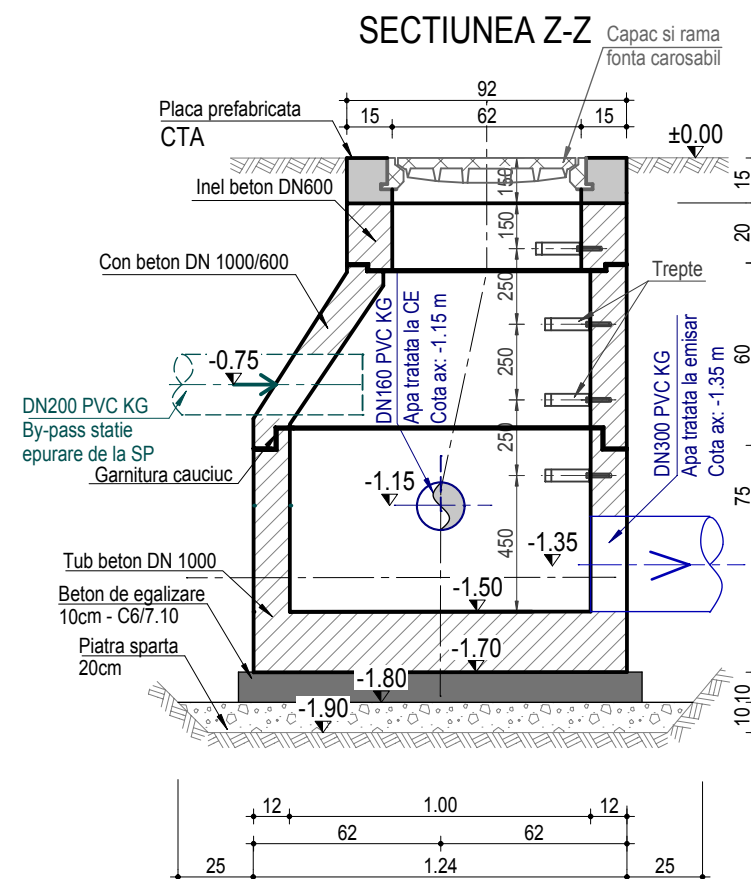 SECTIUNEA Z-Z
Capac si rama
fonta carosabil
92
15
62
15
Placa prefabricata
CTA
±0.00
150
15
Inel beton DN600
150
20
Con beton DN 1000/600
Trepte
250
DN160 PVC KG
Apa tratata la CE
Cota ax: -1.15 m
-0.75
250
60
DN200 PVC KG
By-pass statie
epurare de la SP
DN300 PVC KG
Apa tratata la emisar
Cota ax: -1.35 m
250
Garnitura cauciuc
-1.15
75
450
-1.35
Tub beton DN 1000
Beton de egalizare
10cm - C6/7.10
-1.50
Piatra sparta
20cm
-1.70
-1.80
10
-1.90
10
12
1.00
12
62
62
25
1.24
25